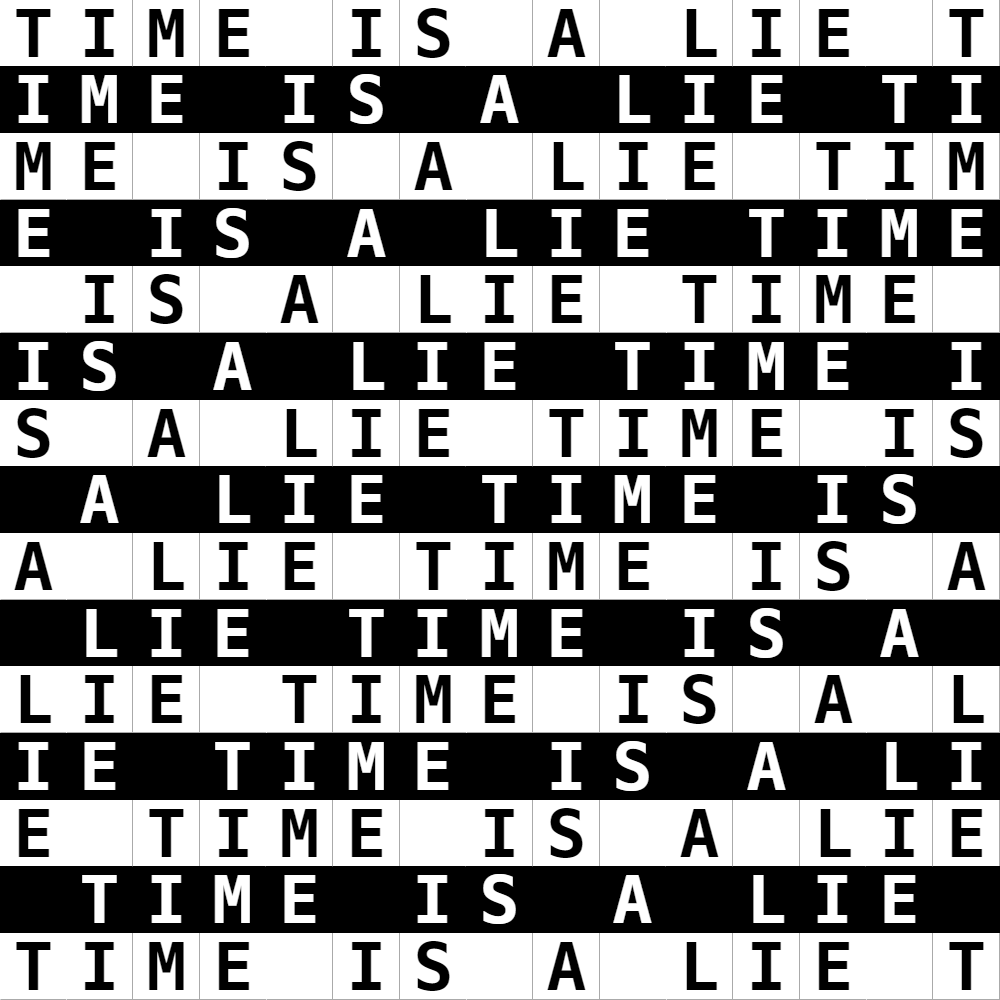 TIME IS A LIE T
IME IS A LIE TI
ME IS A LIE TIM
E IS A LIE TIME
IS A LIE TIME
IS A LIE TIME I
S A LIE TIME IS
A LIE TIME IS
A LIE TIME IS A
LIE TIME IS A
LIE TIME IS A L
IE TIME IS A LI
E TIME IS A LIE
TIME IS A LIE
TIME IS A LIE T